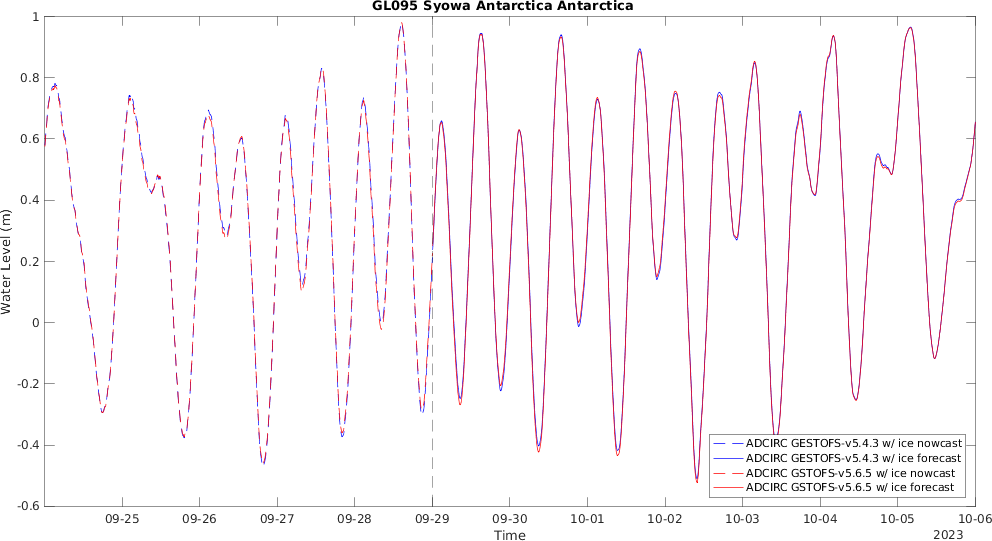 GL095 Syowa Antarctica Antarctica
Water Level (m)
1
0.8
0.6
0.4
0.2
0
-0.2
-0.4
-0.6
ADCIRC GESTOFS-v5.4.3 w/ ice nowcast
ADCIRC GESTOFS-v5.4.3 w/ ice forecast
ADCIRC GSTOFS-v5.6.5 w/ ice nowcast
ADCIRC GSTOFS-v5.6.5 w/ ice forecast
09-25 09-26 09-27 09-28 09-29 09-30 10-01 10-02 10-03 10-04 10-05 10-06
Time
2023